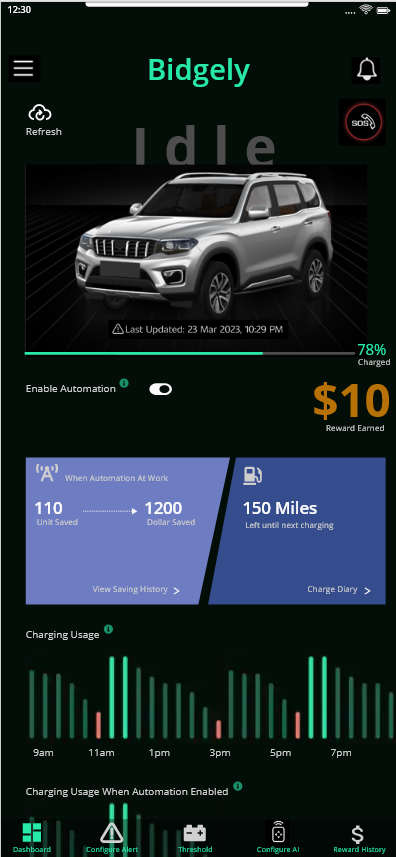 12:30
Bidgely
Refresh
SOS
Idle
Last Updated: 23 Mar 2023, 10:29 PM
78%
Charged
Enable Automation
$10
Reward Earned
When Automation At Work
110 1200
Unit Saved Dollar Saved
View Saving History
150 Miles
Left until next charging
Charge Diary
Charging Usage
9am 11am 1pm 3pm 5pm 7pm
Charging Usage When Automation Enabled
Dashboard Configure Alert Threshold Configure AI Reward History